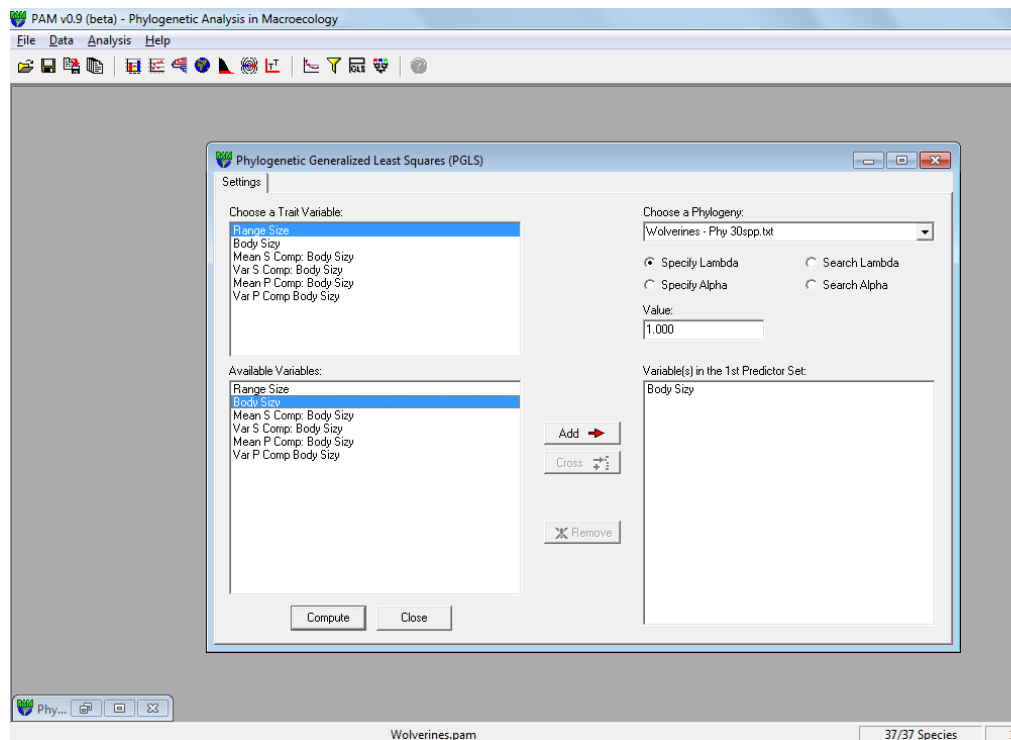 PAM v0.9 (beta) - Phylogenetic Analysis in Macroecology
File Data Analysis Help
Phylogenetic Generalized Least Squares (PGLS)
Settings
Choose a Trait Variable:
Range Size
Body Sizy
Mean S Comp: Body Sizy
Var S Comp: Body Sizy
Mean P Comp: Body Sizy
Var P Comp Body Sizy
Choose a Phylogeny:
Wolverines - Phy 30spp.txt
Specify Lambda
Search Lambda
Specify Alpha
Search Alpha
Value:
1.000
Available Variables:
Range Size
Body Sizy
Mean S Comp: Body Sizy
Var S Comp: Body Sizy
Mean P Comp: Body Sizy
Var P Comp Body Sizy
Add
Cross
Remove
Variable(s) in the 1st Predictor Set:
Body Sizy
Compute
Close
Phy...
Wolverines.pam
37/37 Species